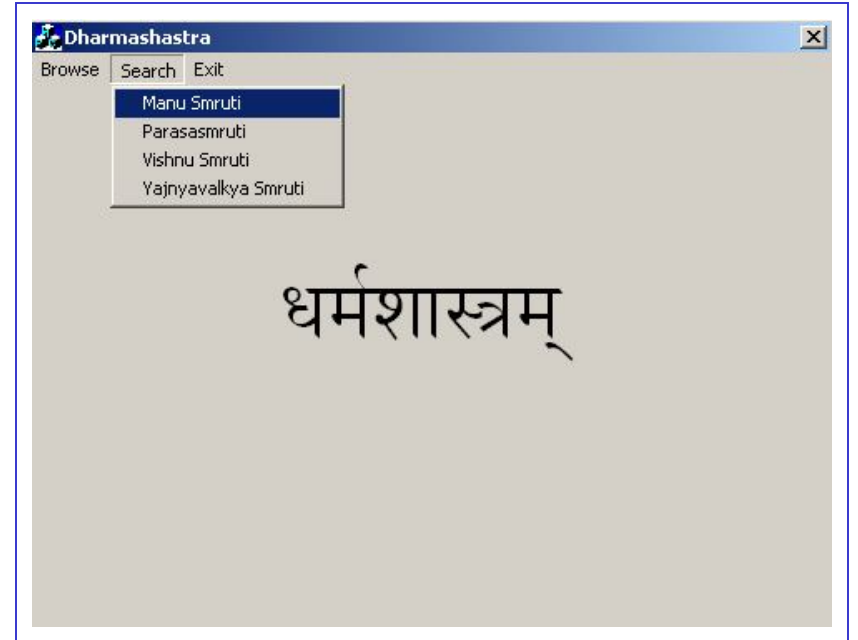 Dharmashastra
Browse Search Exit
Manu Smruti
Parasasmruti
Vishnu Smruti
Yajnyavalkya Smruti
धर्मशास्त्रम्